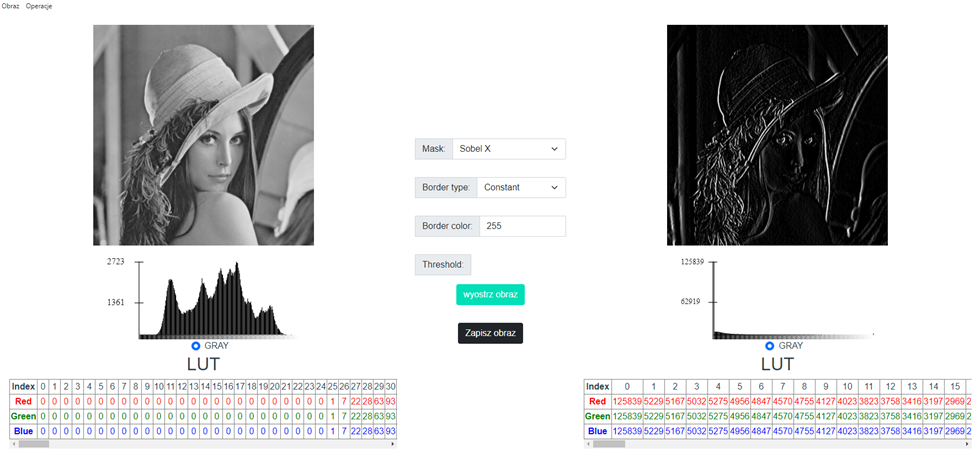 Obraz Operacje
Mask: Sobel X
Border type: Constant
Border color: 255
Threshold:
wyostrz obraz
Zapisz obraz
2723
1361
GRAY
LUT
Index 0 1 2 3 4 5 6 7 8 9 10 11 12 13 14 15 16 17 18 19 20 21 22 23 24 25 26 27 28 29 30
Red 0 0 0 0 0 0 0 0 0 0 0 0 0 0 0 0 0 0 0 0 0 0 0 0 0 1 7 22 28 63 93
Green 0 0 0 0 0 0 0 0 0 0 0 0 0 0 0 0 0 0 0 0 0 0 0 0 0 1 7 22 28 63 93
Blue 0 0 0 0 0 0 0 0 0 0 0 0 0 0 0 0 0 0 0 0 0 0 0 0 0 1 7 22 28 63 93
125839
62919
GRAY
LUT
Index 0 1 2 3 4 5 6 7 8 9 10 11 12 13 14 15
Red 125839 5229 5167 5032 5275 4956 4847 4570 4755 4127 4023 3823 3758 3416 3197 2969 2
Green 125839 5229 5167 5032 5275 4956 4847 4570 4755 4127 4023 3823 3758 3416 3197 2969 2
Blue 125839 5229 5167 5032 5275 4956 4847 4570 4755 4127 4023 3823 3758 3416 3197 2969 2